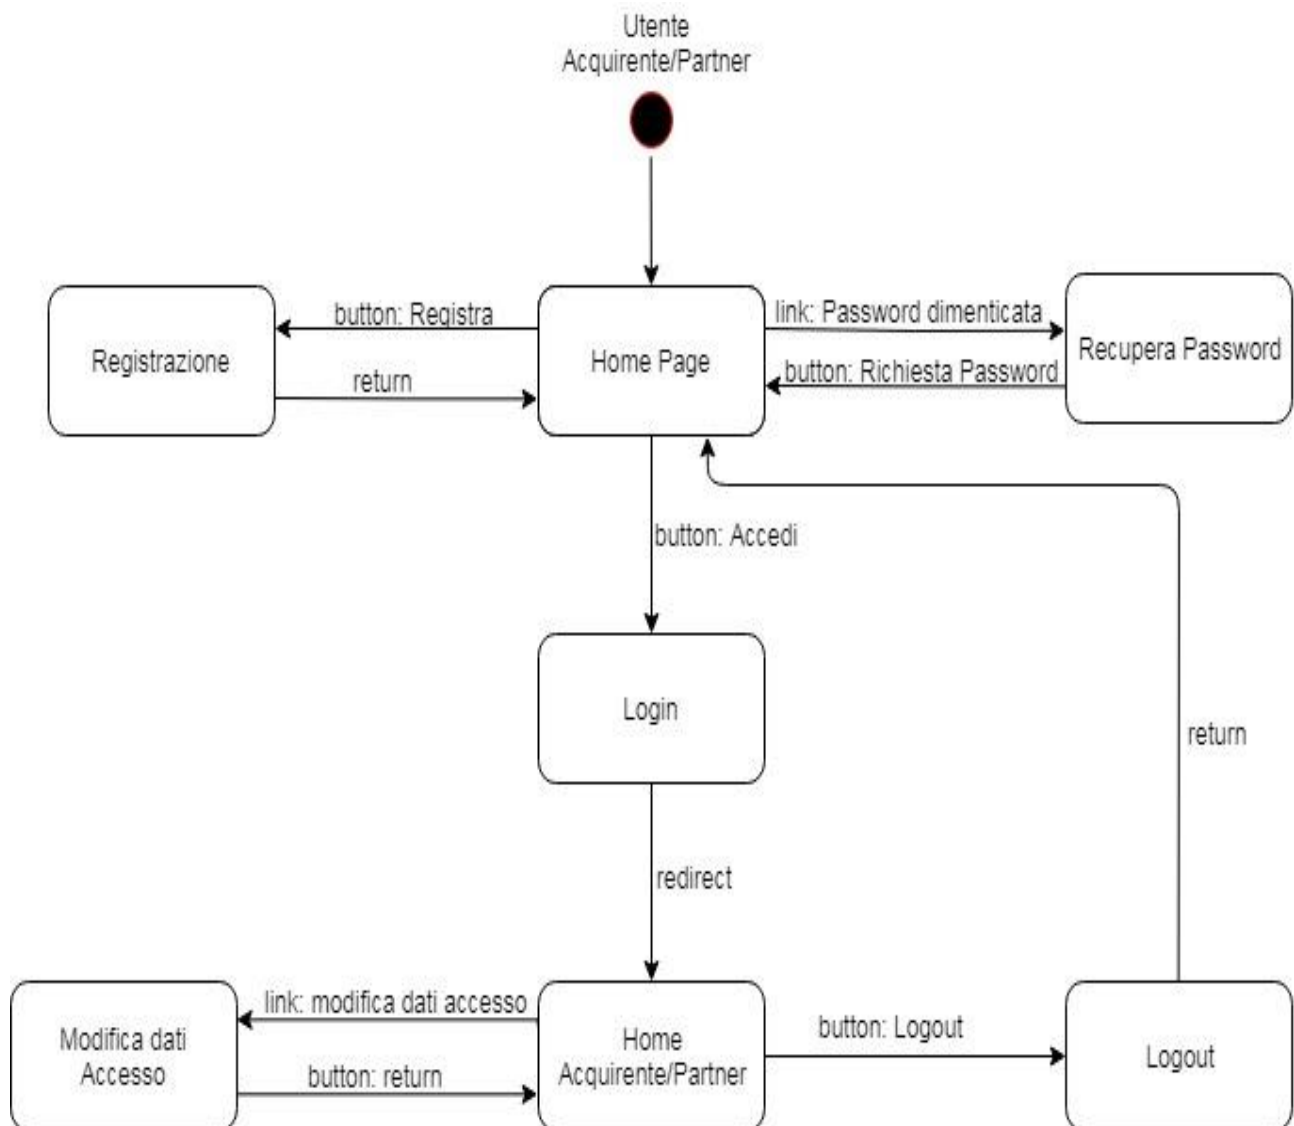 Utente
Acquirente/Partner
button: Registra
link: Password dimenticata
Registrazione
Home Page
Recupera Password
return
button: Richiesta Password
button: Accedi
Login
return
redirect
link: modifica dati accesso
Modifica dati
Accesso
button: return
Home
Acquirente/Partner
button: Logout
Logout